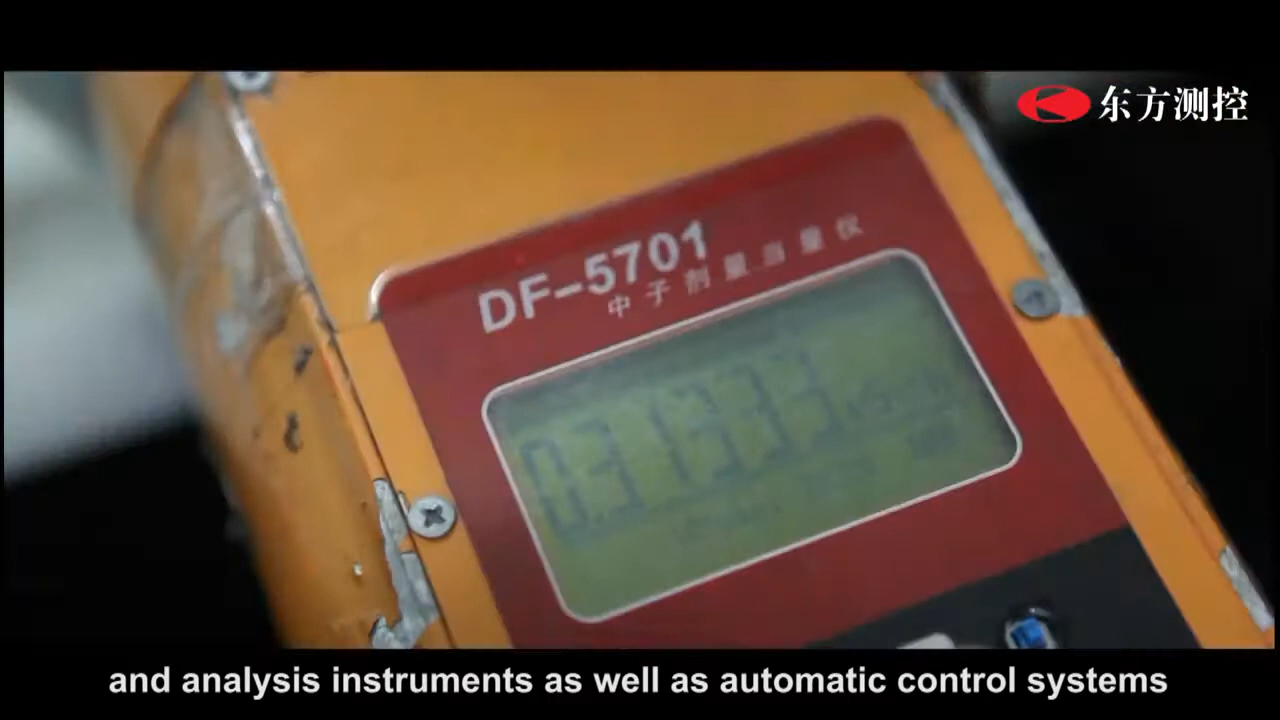 东方测控
DF-5701
中子剂量当量仪
and analysis instruments as well as automatic control systems